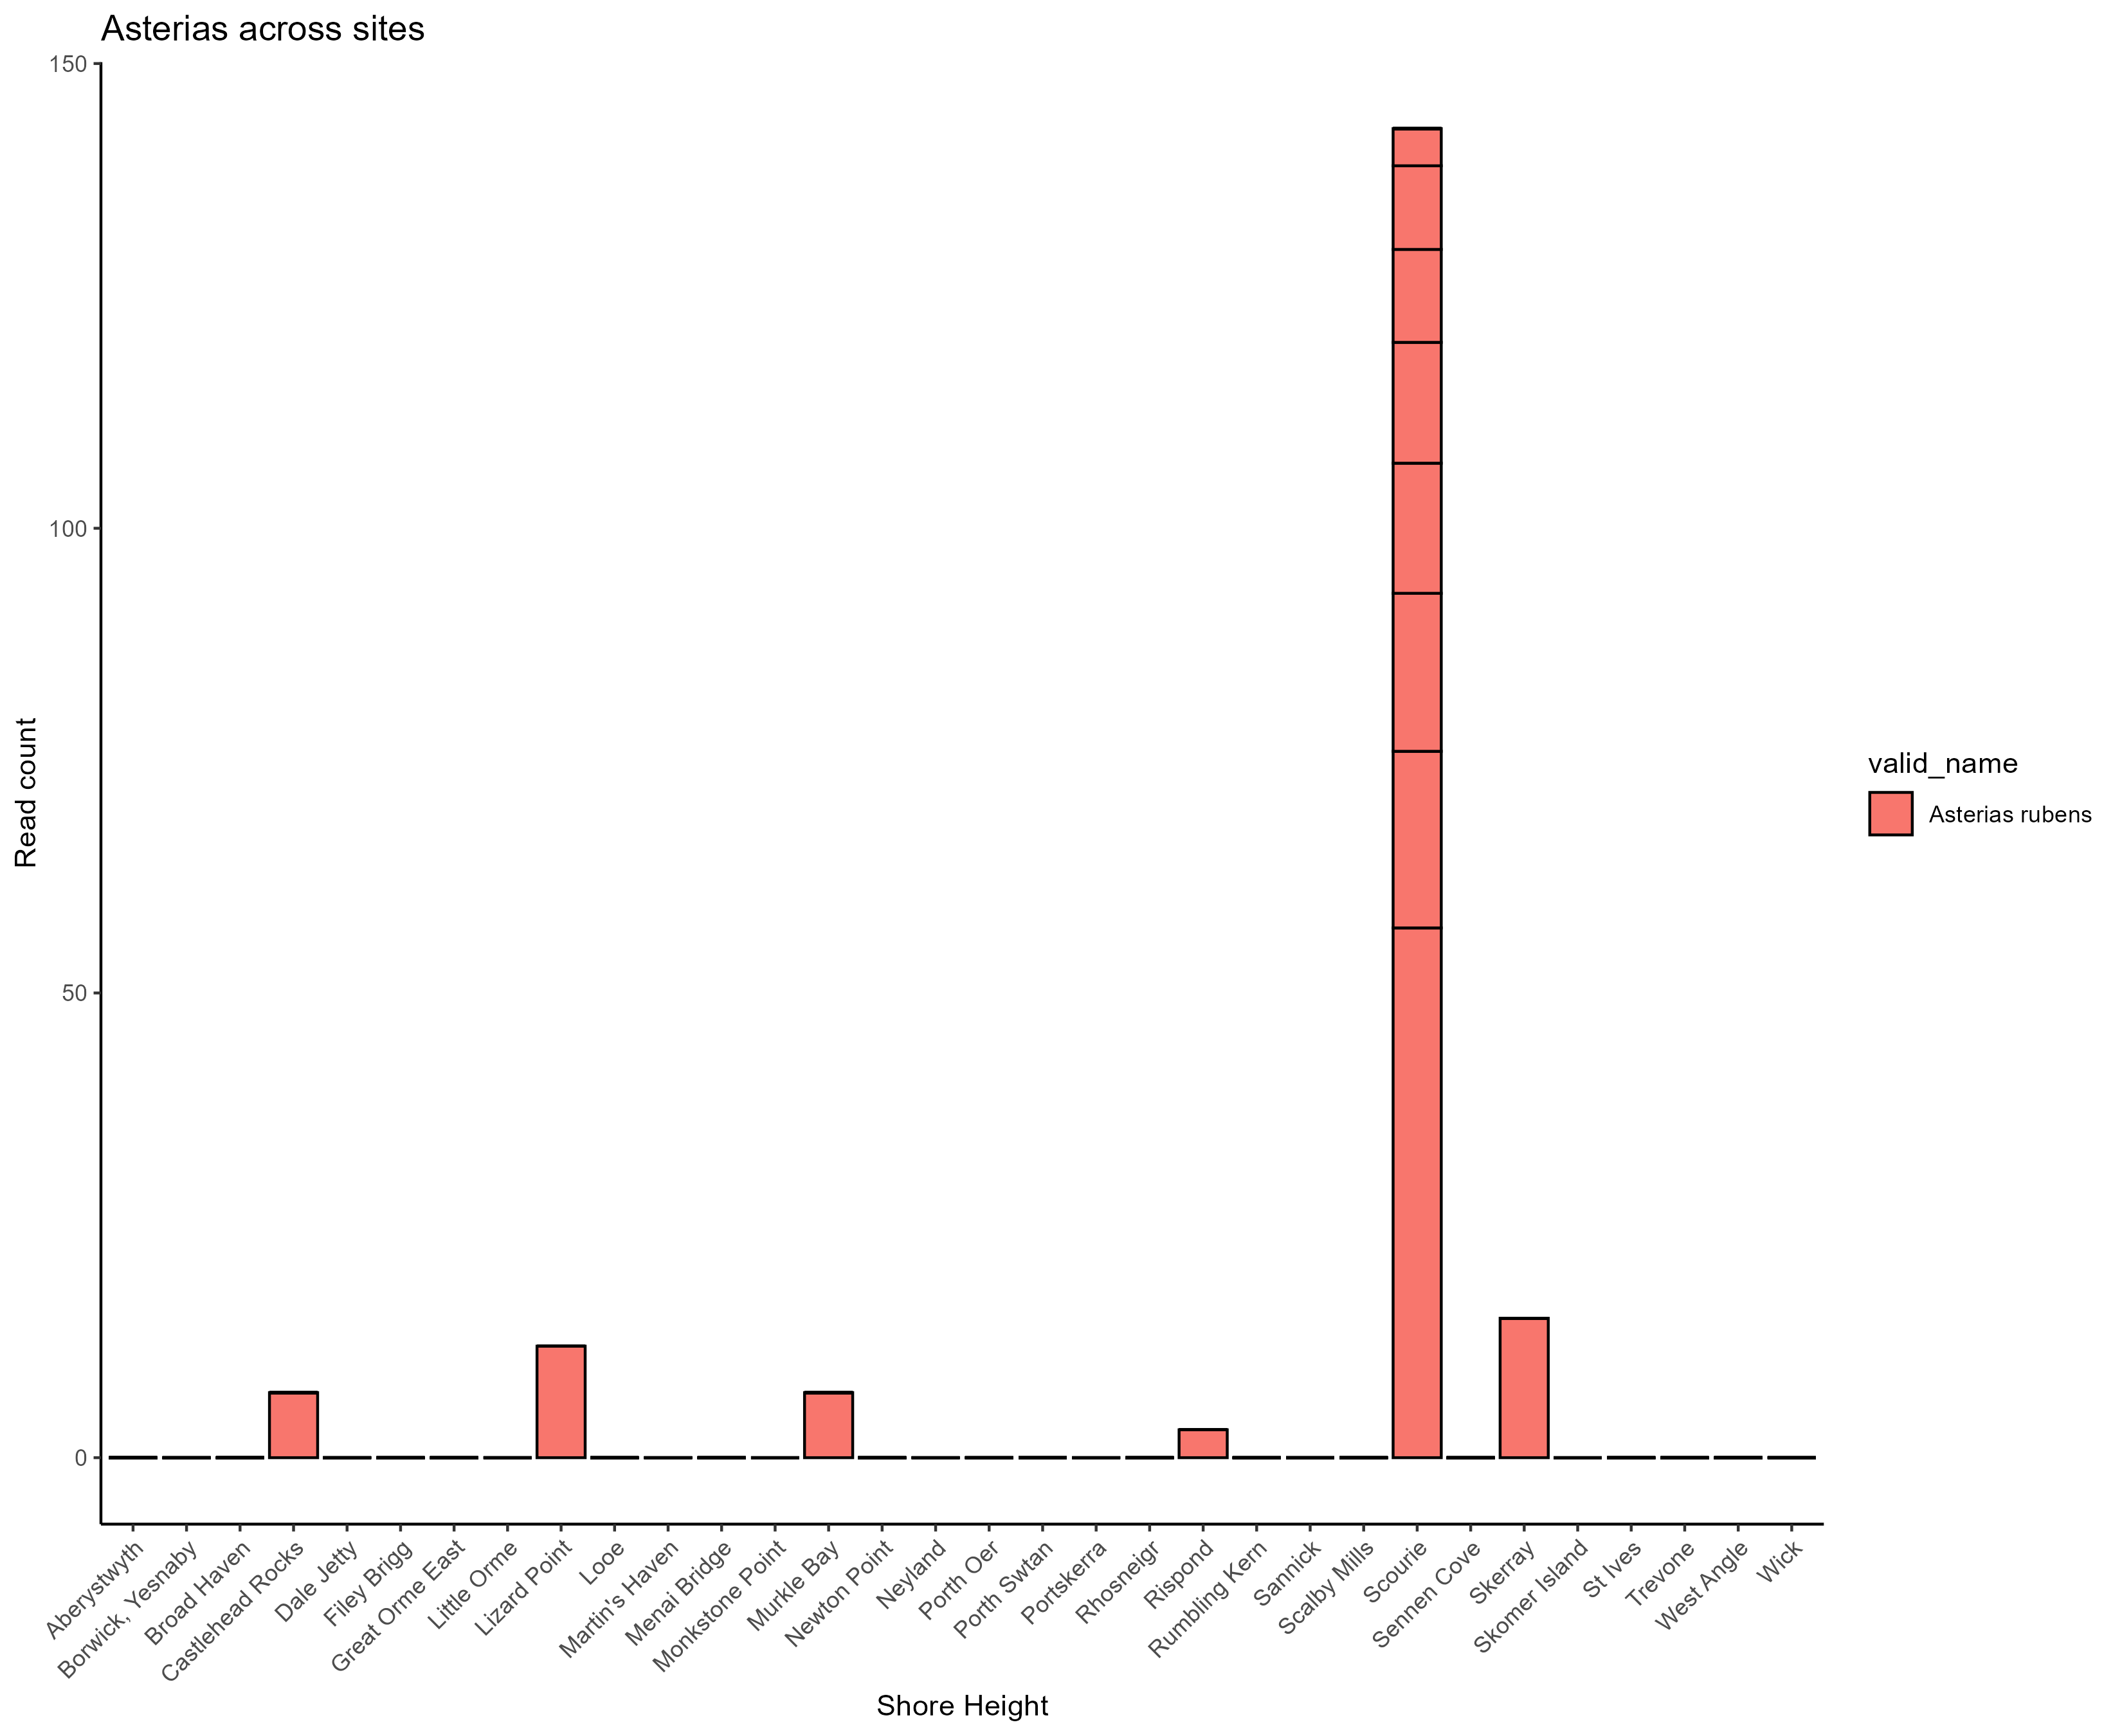 Asterias across sites
150
100
50
0
Read count
Aberystwyth
Borwick, Yesnaby
Broad Haven
Castlehead Rocks
Dale Jetty
Filey Brigg
Great Orme East
Little Orme
Lizard Point
Looe
Martin's Haven
Menai Bridge
Monkstone Point
Murkle Bay
Newton Point
Neyland
Porth Oer
Porth Swtan
Portskerra
Rhosneigr
Rispond
Rumbling Kern
Sannick
Scalby Mills
Scourie
Sennen Cove
Skerray
Skomer Island
St Ives
Trevone
West Angle
Wick
Shore Height
valid_name
Asterias rubens